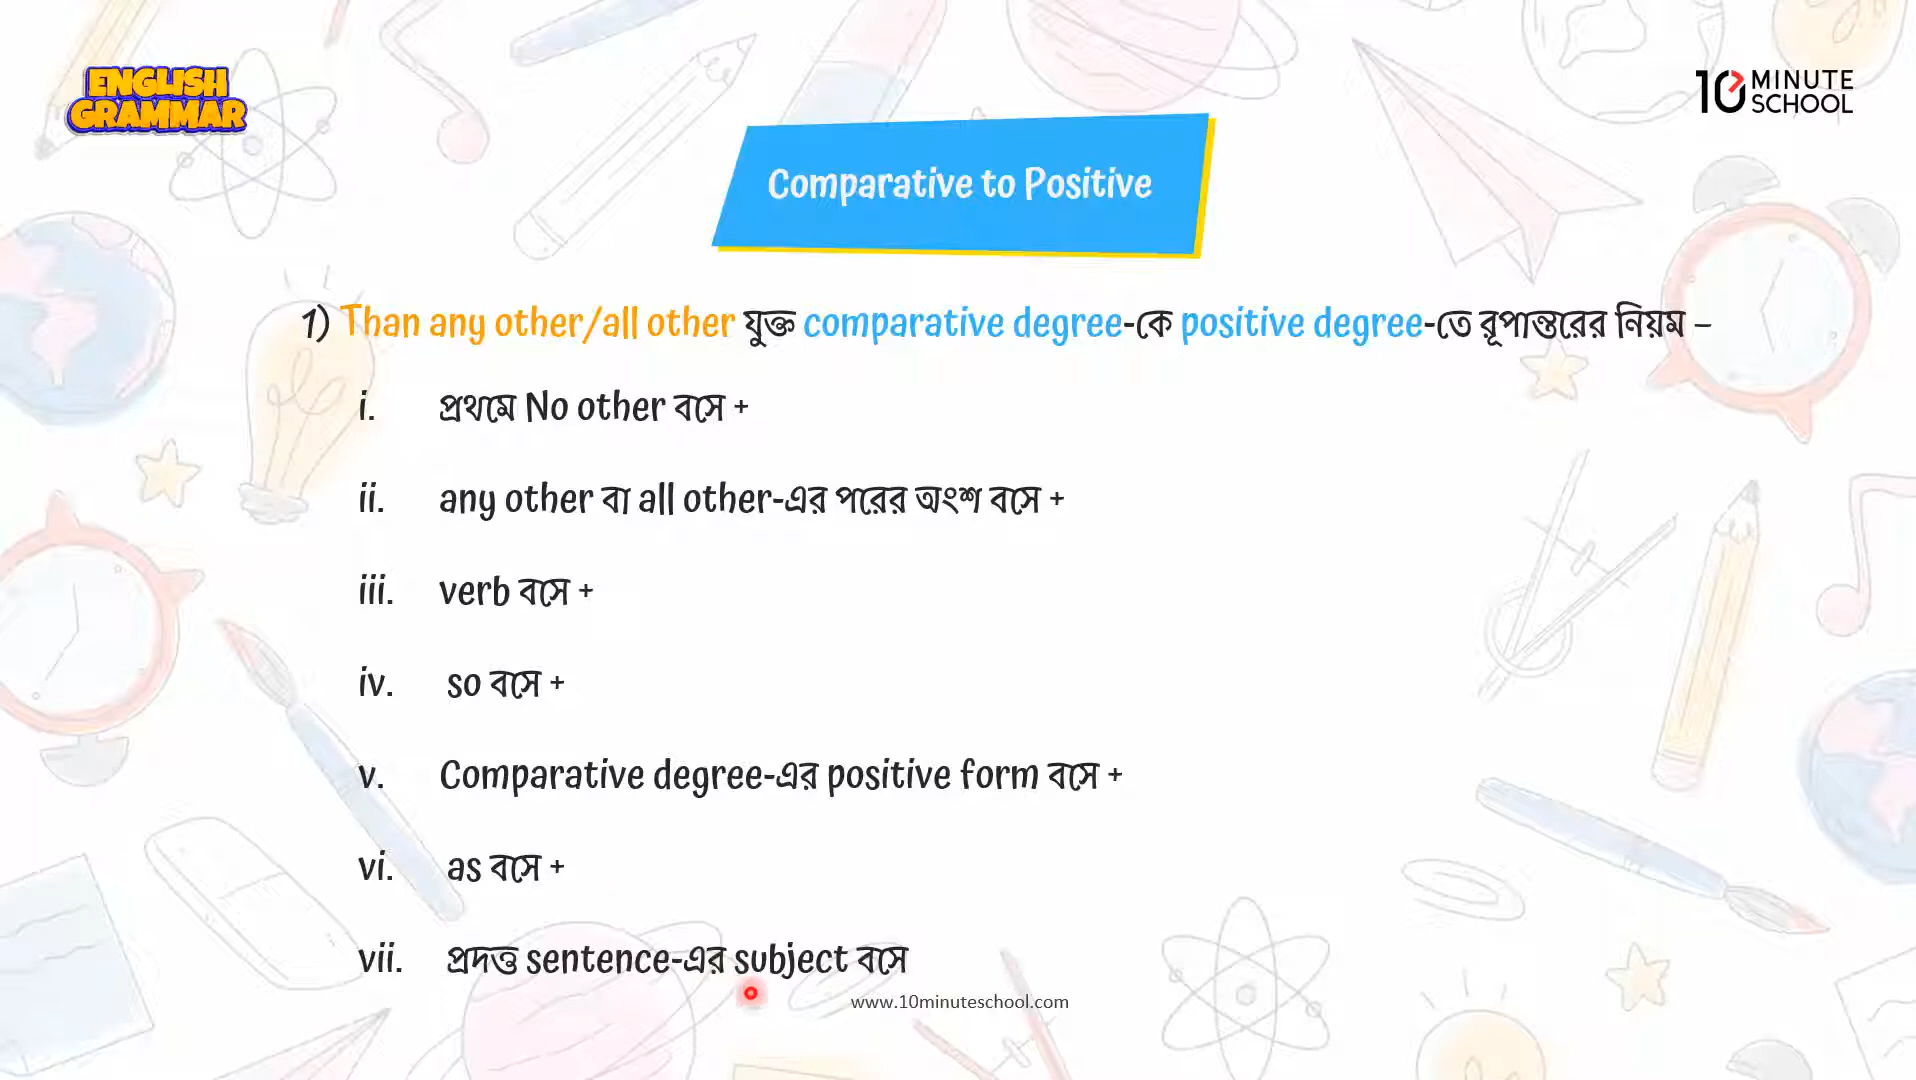 ENGLISH
GRAMMAR
10 MINUTE
SCHOOL
Comparative to Positive
1) Than any other/all other যুক্ত comparative degree-কে positive degree-তে রূপান্তরের নিয়ম –
i. প্রথমে No other বসে +
ii. any other বা all other-এর পরের অংশ বসে +
iii. verb বসে +
iv. so বসে +
v. Comparative degree-এর positive form বসে +
vi. as বসে +
vii. প্রদত্ত sentence-এর subject বসে
www.10minuteschool.com